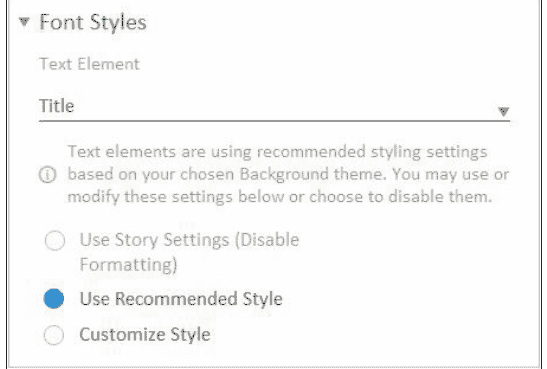 Font Styles
Text Element
Title
Text elements are using recommended styling settings
based on your chosen Background theme. You may use or
modify these settings below or choose to disable them.
Use Story Settings (Disable
Formatting)
Use Recommended Style
Customize Style